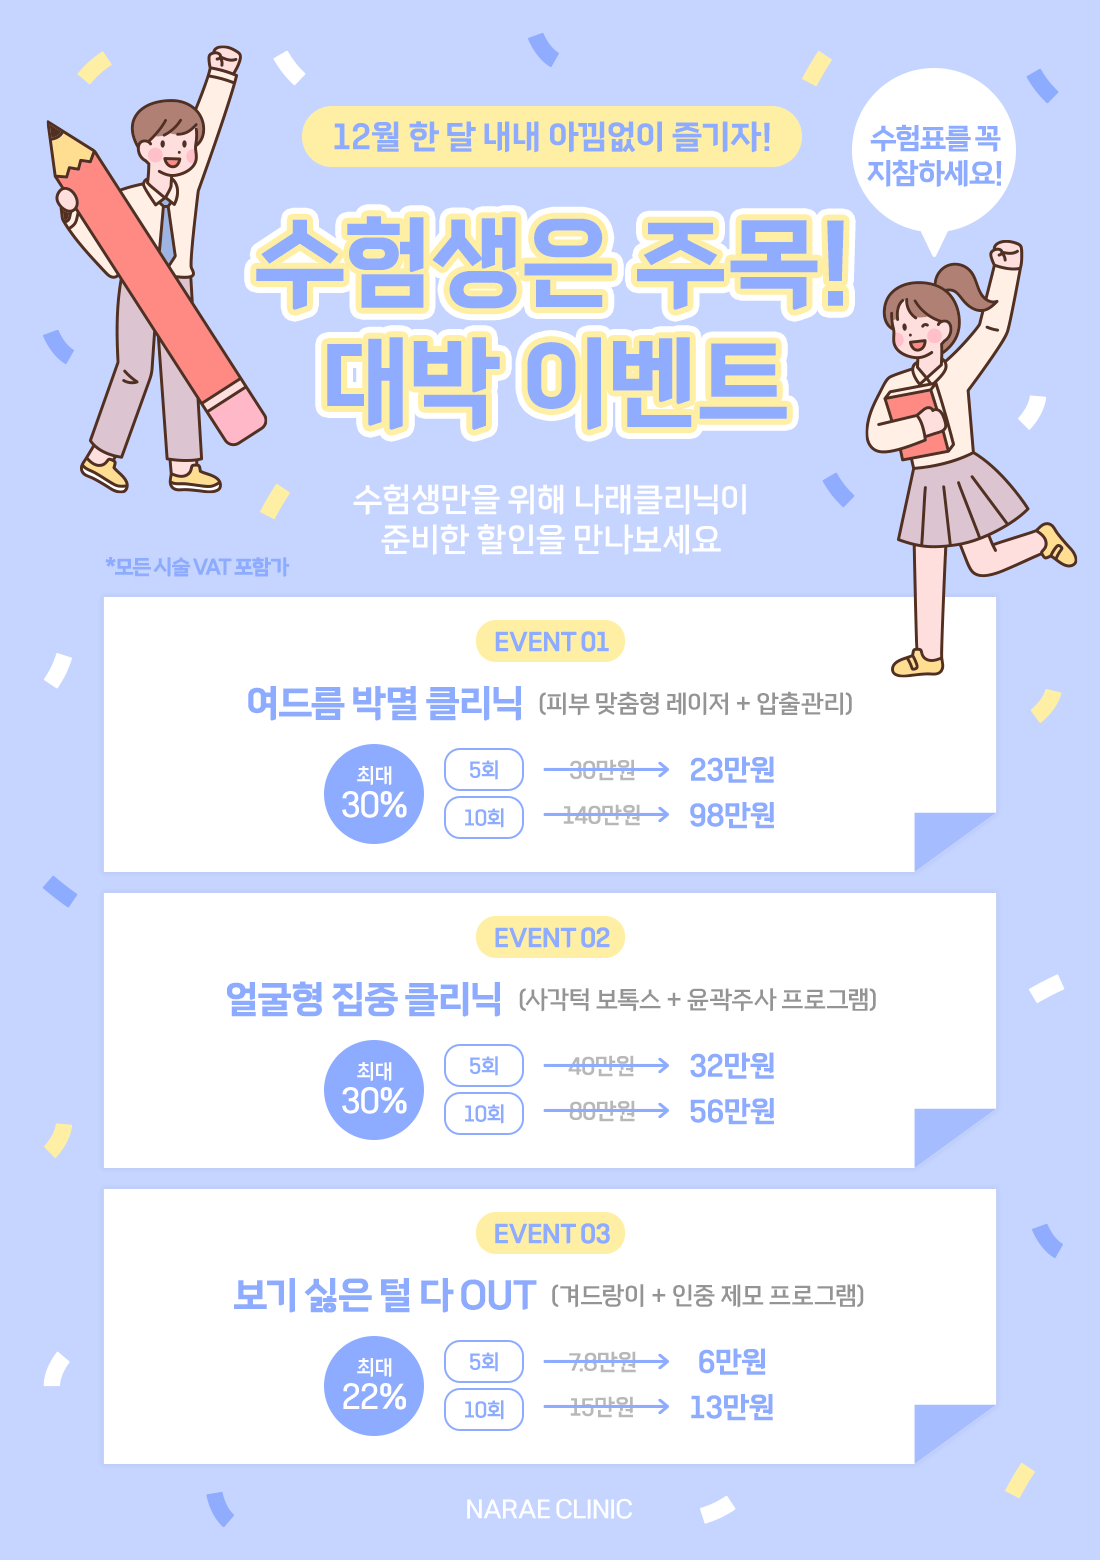 12월 한 달 내내 아낌없이 즐기자!
수험표를 꼭
지참하세요!
수험생은 주목!
대박 이벤트
수험생만을 위해 나래클리닉이
준비한 할인을 만나보세요
*모든 시술 VAT 포함가
EVENT 01
여드름 박멸 클리닉 (피부 맞춤형 레이저 + 압출관리)
최대
30%
5회 30만원 → 23만원
10회 140만원 → 98만원
EVENT 02
얼굴형 집중 클리닉 (사각턱 보톡스 + 윤곽주사 프로그램)
최대
30%
5회 40만원 → 32만원
10회 80만원 → 56만원
EVENT 03
보기 싫은 털 다 OUT (겨드랑이 + 인중 제모 프로그램)
최대
22%
5회 7.8만원 → 6만원
10회 15만원 → 13만원
NARAE CLINIC